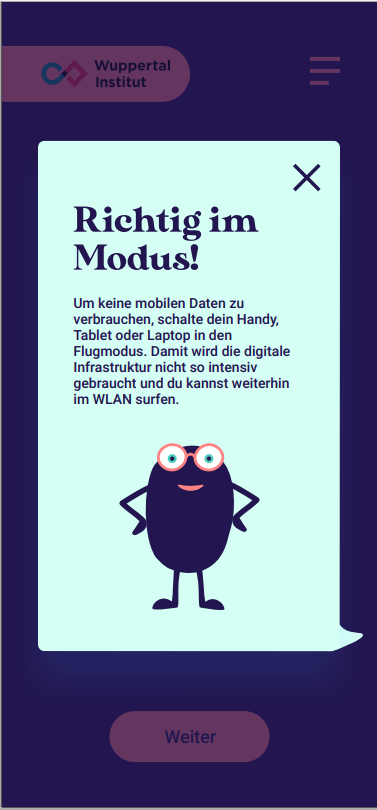 Wuppertal
Institut
Richtig im
Modus!
Um keine mobilen Daten zu
verbrauchen, schalte dein Handy,
Tablet oder Laptop in den
Flugmodus. Damit wird die digitale
Infrastruktur nicht so intensiv
gebraucht und du kannst weiterhin
im WLAN surfen.
Weiter